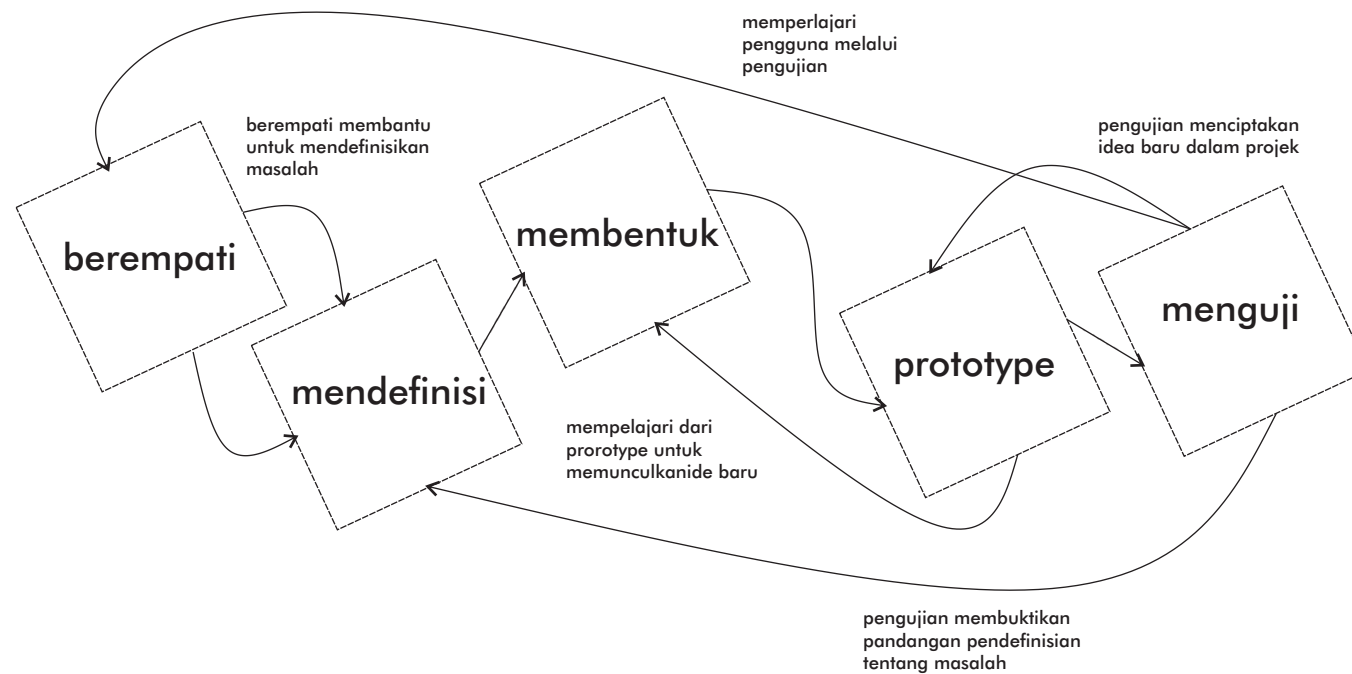 memperlajari
pengguna melalui
pengujian
berempati membantu
untuk mendefinisikan
masalah
pengujian menciptakan
idea baru dalam projek
berempati
membentuk
menguji
mendefinisi
prototype
mempelajari dari
prorotype untuk
memunculkanide baru
pengujian membuktikan
pandangan pendefinisian
tentang masalah